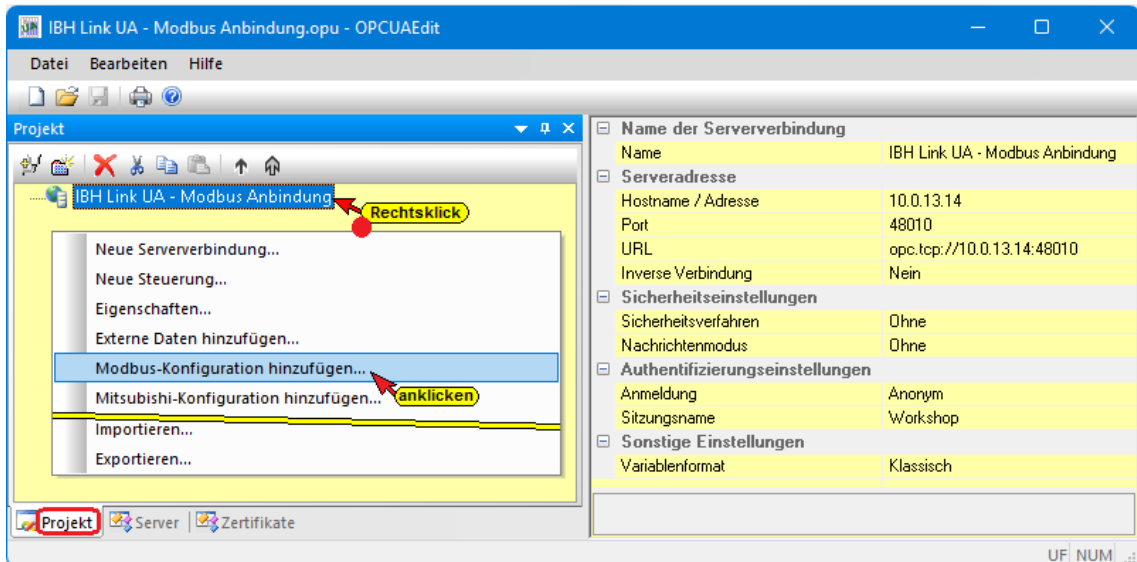 IBH Link UA - Modbus Anbindung.opu - OPCUAEdit
Datei Bearbeiten Hilfe
Projekt
IBH Link UA - Modbus Anbindung
Rechtsklick
Neue Serververbindung...
Neue Steuerung...
Eigenschaften...
Externe Daten hinzufügen...
Modbus-Konfiguration hinzufügen...
anklicken
Mitsubishi-Konfiguration hinzufügen...
Importieren...
Exportieren...
Projekt Server Zertifikate
Name der Serververbindung
Name IBH Link UA - Modbus Anbindung
Serveradresse
Hostname / Adresse 10.0.13.14
Port 48010
URL opc.tcp://10.0.13.14:48010
Inverse Verbindung Nein
Sicherheitseinstellungen
Sicherheitsverfahren Ohne
Nachrichtenmodus Ohne
Authentifizierungseinstellungen
Anmeldung Anonym
Sitzungsname Workshop
Sonstige Einstellungen
Variablenformat Klassisch
UF NUM